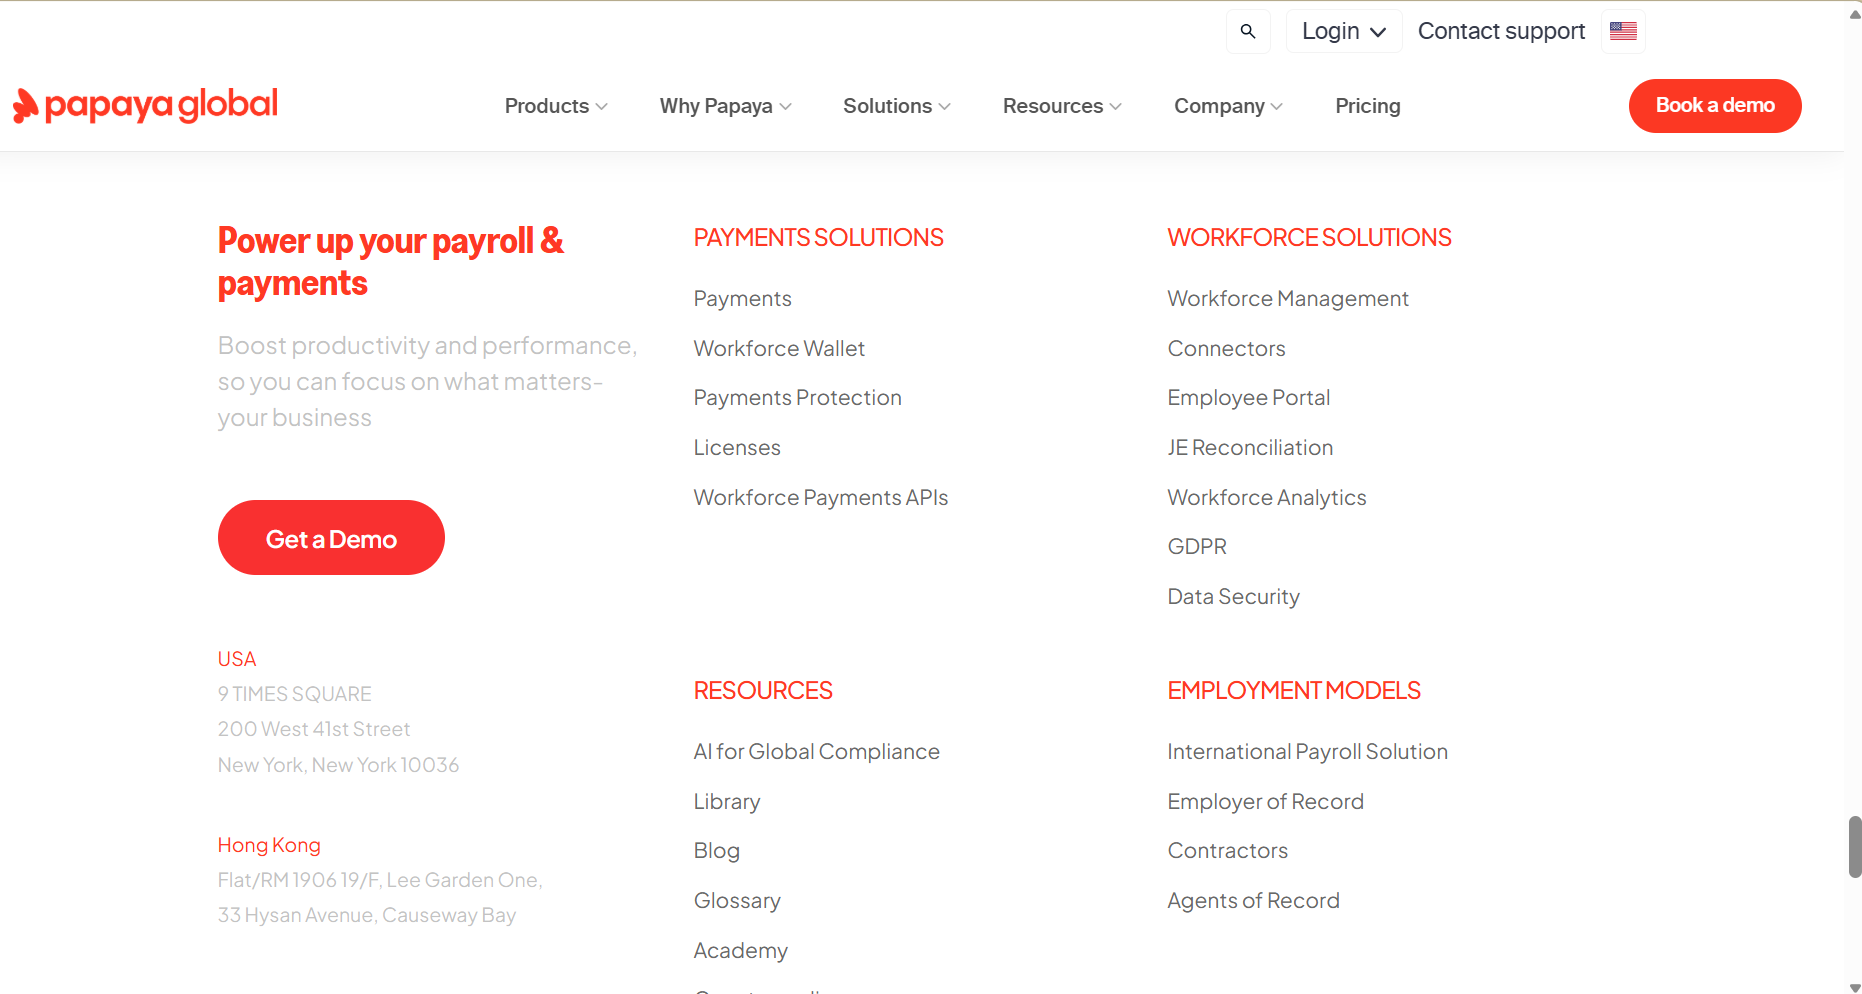 Login
Contact support
papaya global
Products
Why Papaya
Solutions
Resources
Company
Pricing
Book a demo
Power up your payroll &
payments
Boost productivity and performance,
so you can focus on what matters-
your business
Get a Demo
USA
9 TIMES SQUARE
200 West 41st Street
New York, New York 10036
Hong Kong
Flat/RM 1906 19/F, Lee Garden One,
33 Hysan Avenue, Causeway Bay
PAYMENTS SOLUTIONS
Payments
Workforce Wallet
Payments Protection
Licenses
Workforce Payments APIs
WORKFORCE SOLUTIONS
Workforce Management
Connectors
Employee Portal
JE Reconciliation
Workforce Analytics
GDPR
Data Security
RESOURCES
AI for Global Compliance
Library
Blog
Glossary
Academy
EMPLOYMENT MODELS
International Payroll Solution
Employer of Record
Contractors
Agents of Record